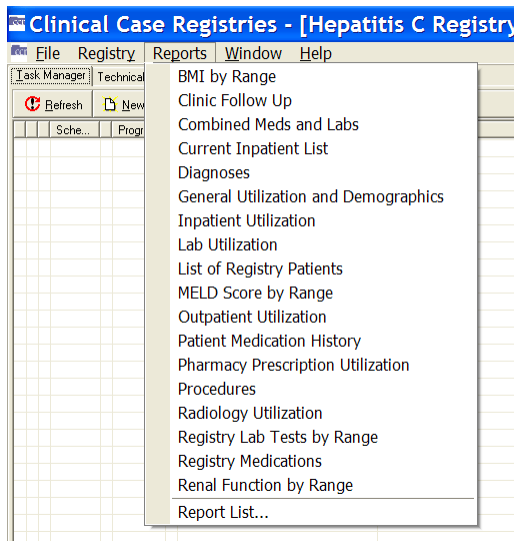 Clinical Case Registries - [Hepatitis C Registry
File Registry Reports Window Help
Task Manager Technical
Refresh New
Sche... Progr
BMI by Range
Clinic Follow Up
Combined Meds and Labs
Current Inpatient List
Diagnoses
General Utilization and Demographics
Inpatient Utilization
Lab Utilization
List of Registry Patients
MELD Score by Range
Outpatient Utilization
Patient Medication History
Pharmacy Prescription Utilization
Procedures
Radiology Utilization
Registry Lab Tests by Range
Registry Medications
Renal Function by Range
Report List...